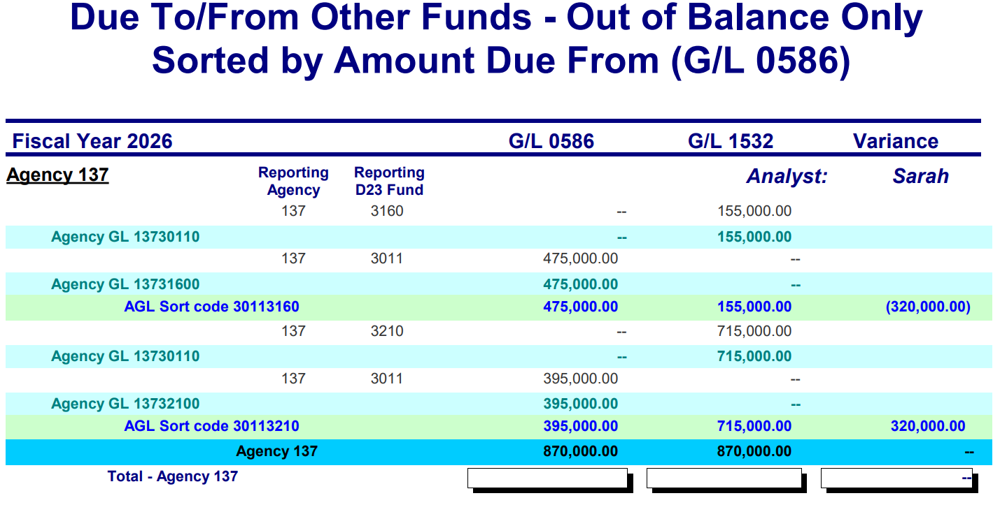 Due To/From Other Funds - Out of Balance Only
Sorted by Amount Due From (G/L 0586)
Fiscal Year 2026 G/L 0586 G/L 1532 Variance
Agency 137 Reporting Agency Reporting D23 Fund Analyst: Sarah
137 3160 -- 155,000.00
Agency GL 13730110 -- 155,000.00
137 3011 475,000.00 --
Agency GL 13731600 475,000.00 --
AGL Sort code 30113160 475,000.00 155,000.00 (320,000.00)
137 3210 -- 715,000.00
Agency GL 13730110 -- 715,000.00
137 3011 395,000.00 --
Agency GL 13732100 395,000.00 --
AGL Sort code 30113210 395,000.00 715,000.00 320,000.00
Agency 137 870,000.00 870,000.00 --
Total - Agency 137 --